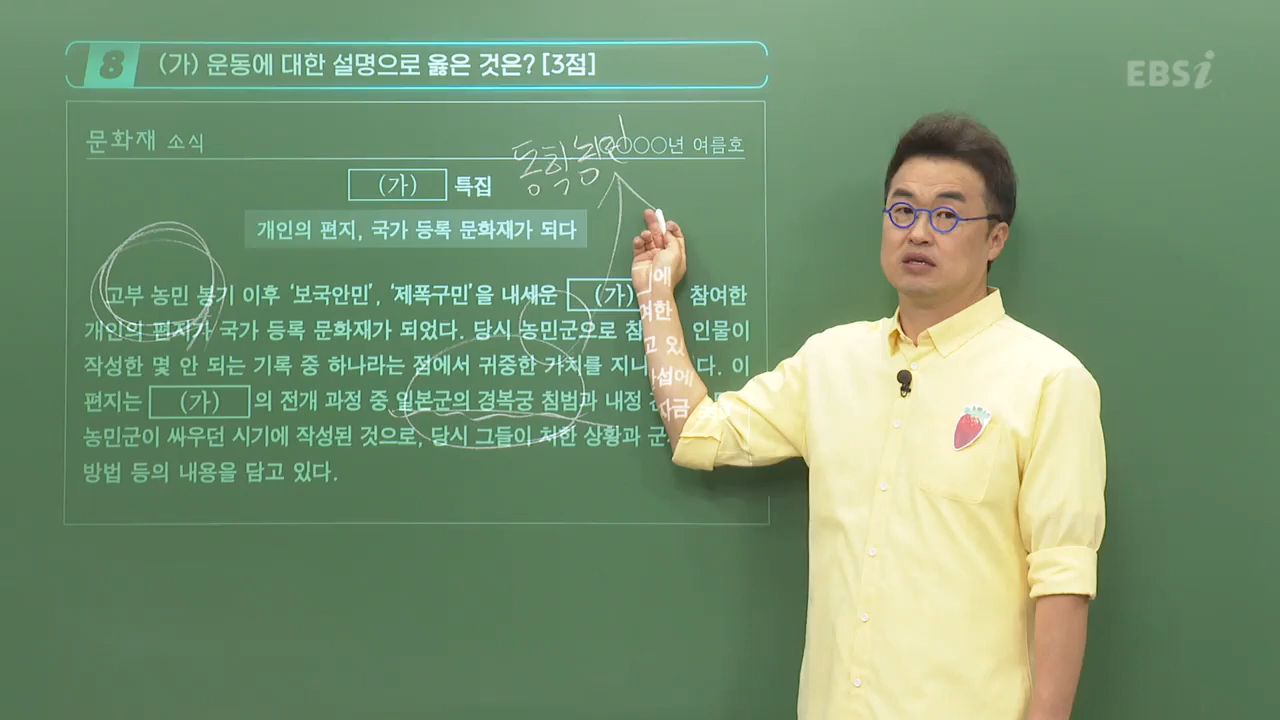 8 (가) 운동에 대한 설명으로 옳은 것은? [3점]
EBSi
문화재 소식
동학농민
○○○년 여름호
(가) 특집
개인의 편지, 국가 등록 문화재가 되다
고부 농민 봉기 이후 '보국안민', '제폭구민'을 내세운 (가)에 참여한
개인의 편지가 국가 등록 문화재가 되었다. 당시 농민군으로 참여한 인물이
작성한 몇 안 되는 기록 중 하나라는 점에서 귀중한 가치를 지니고 있다. 이
편지는 (가) 의 전개 과정 중 일본군의 경복궁 침범과 내정 간섭에
농민군이 싸우던 시기에 작성된 것으로, 당시 그들이 처한 상황과 군자금
방법 등의 내용을 담고 있다.